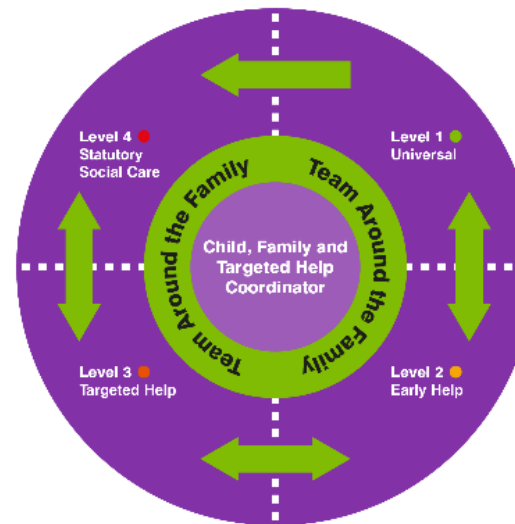 Level 4
Statutory
Social Care
Level 1
Universal
Team Around the Family
Team Around the Family
Child, Family and
Targeted Help
Coordinator
Level 3
Targeted Help
Level 2
Early Help